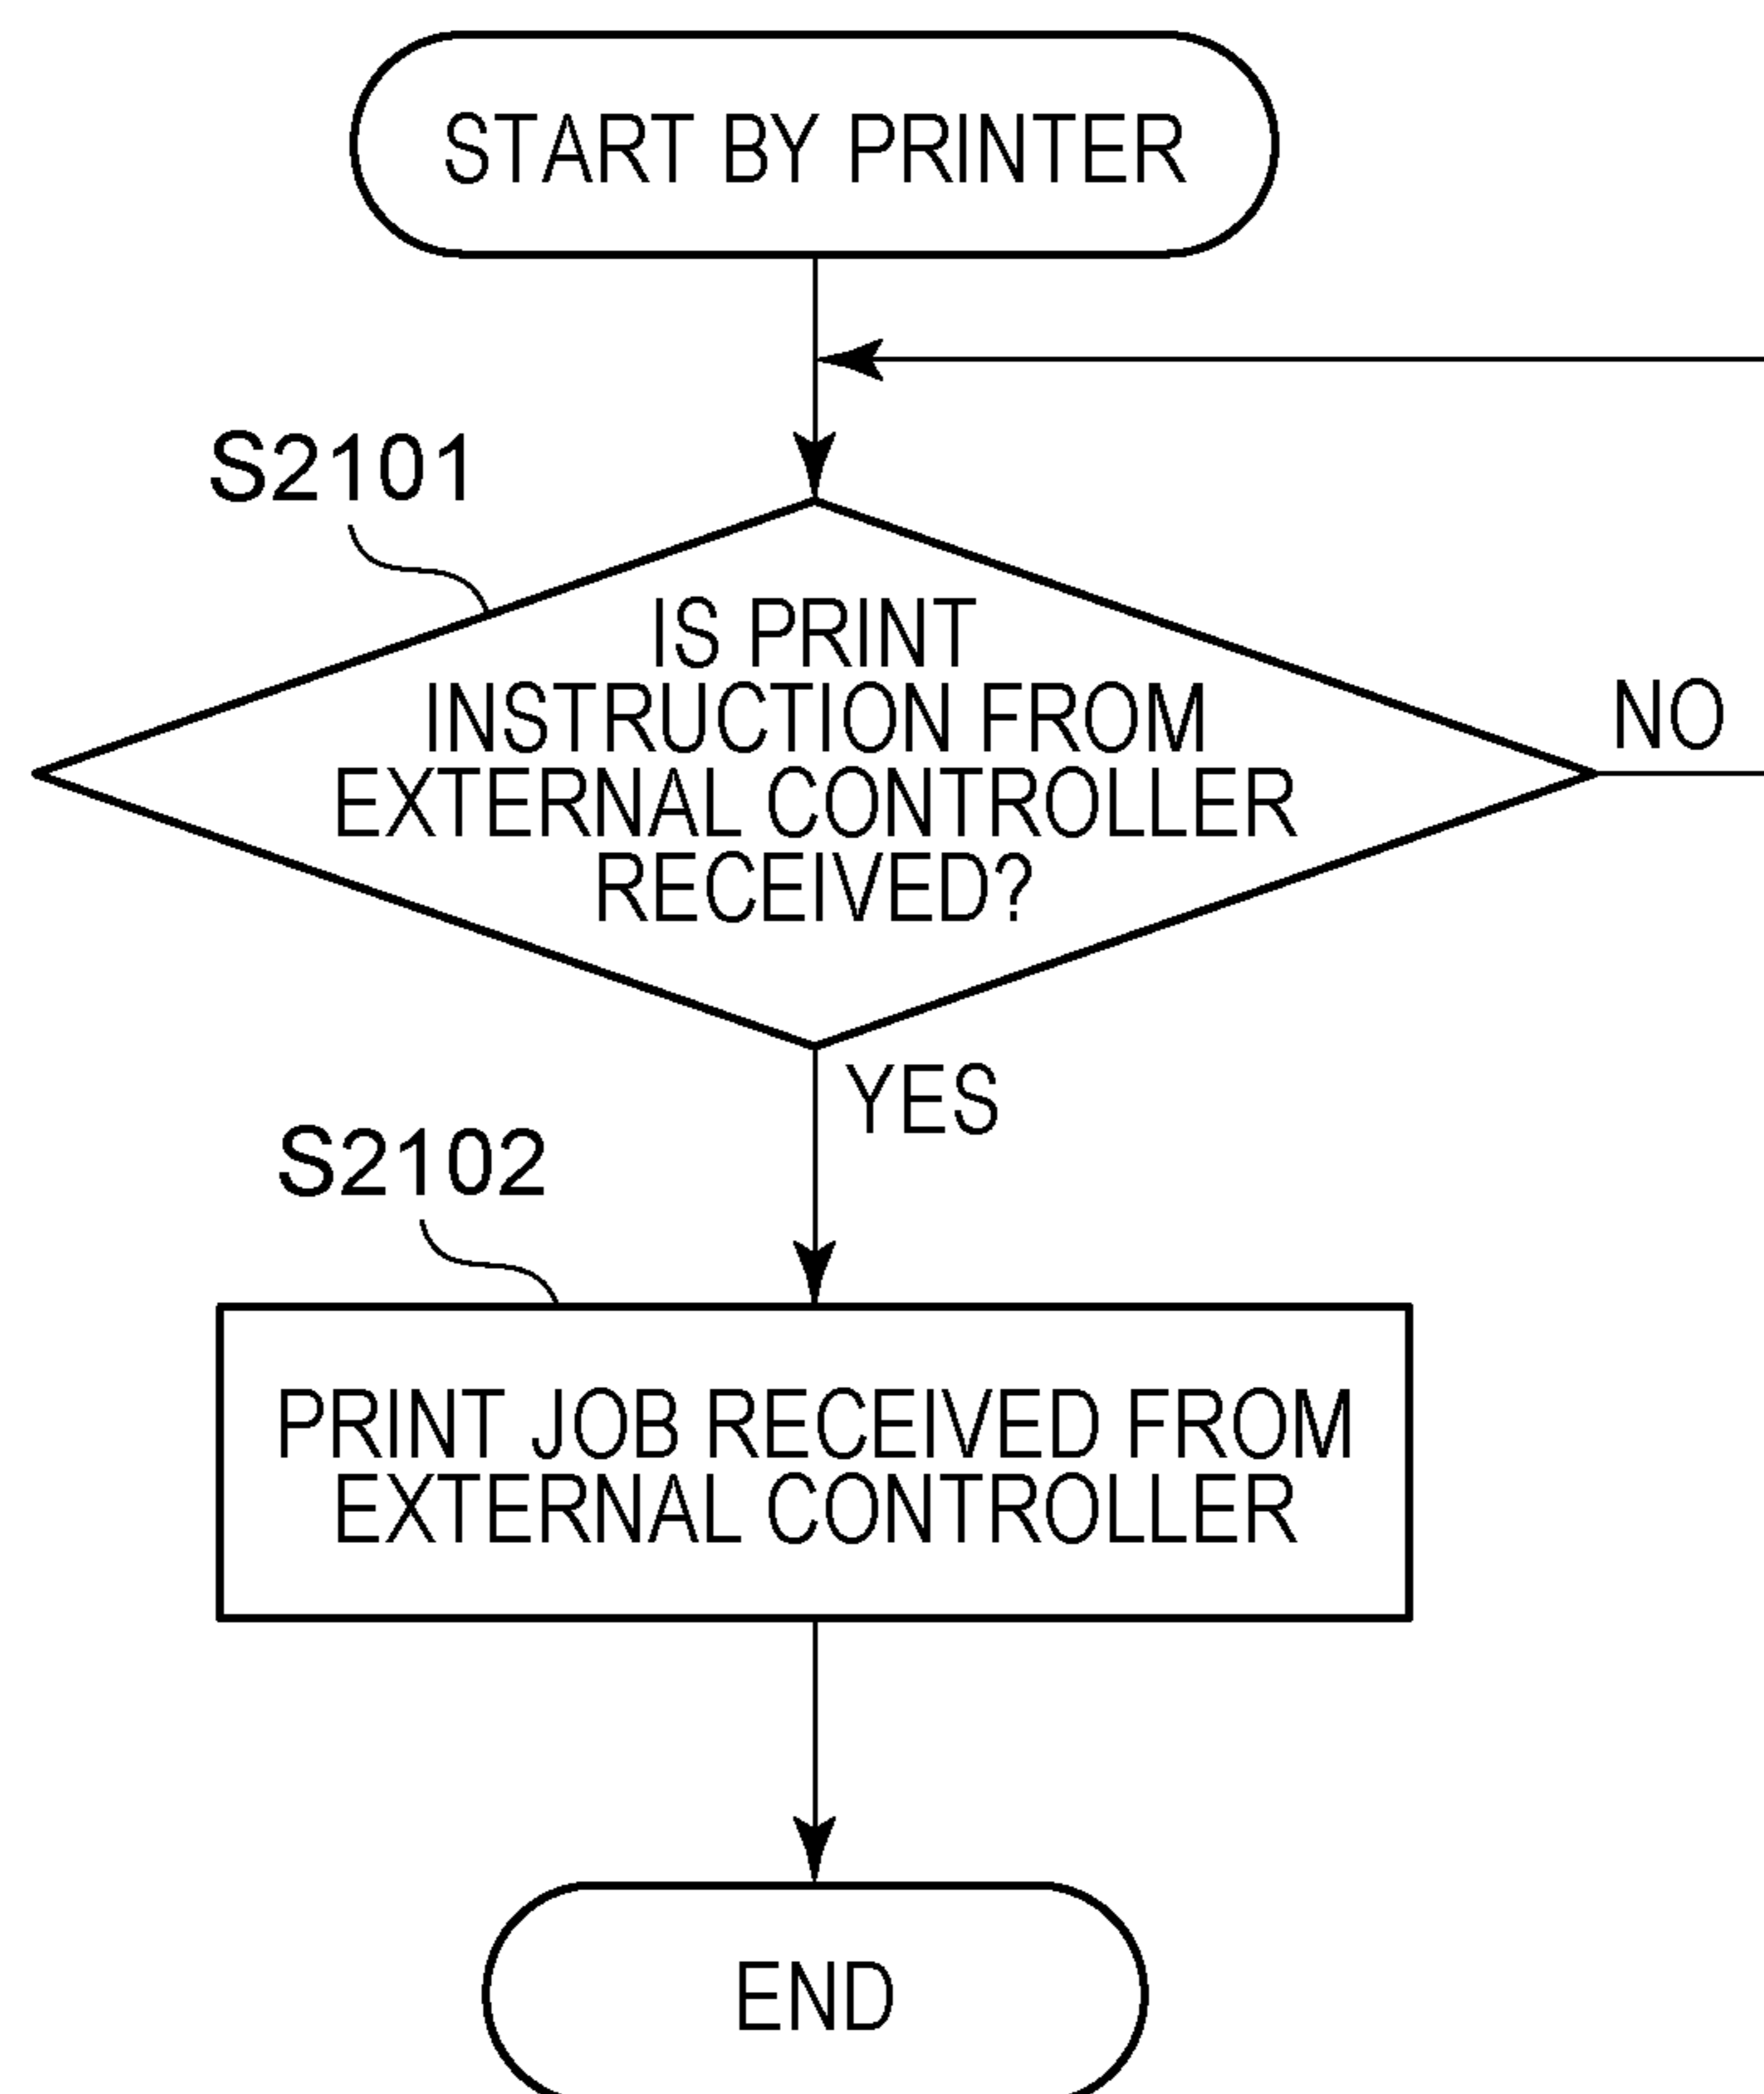 START BY PRINTER
S2101
IS PRINT
INSTRUCTION FROM
EXTERNAL CONTROLLER
RECEIVED?
NO
YES
S2102
PRINT JOB RECEIVED FROM
EXTERNAL CONTROLLER
END